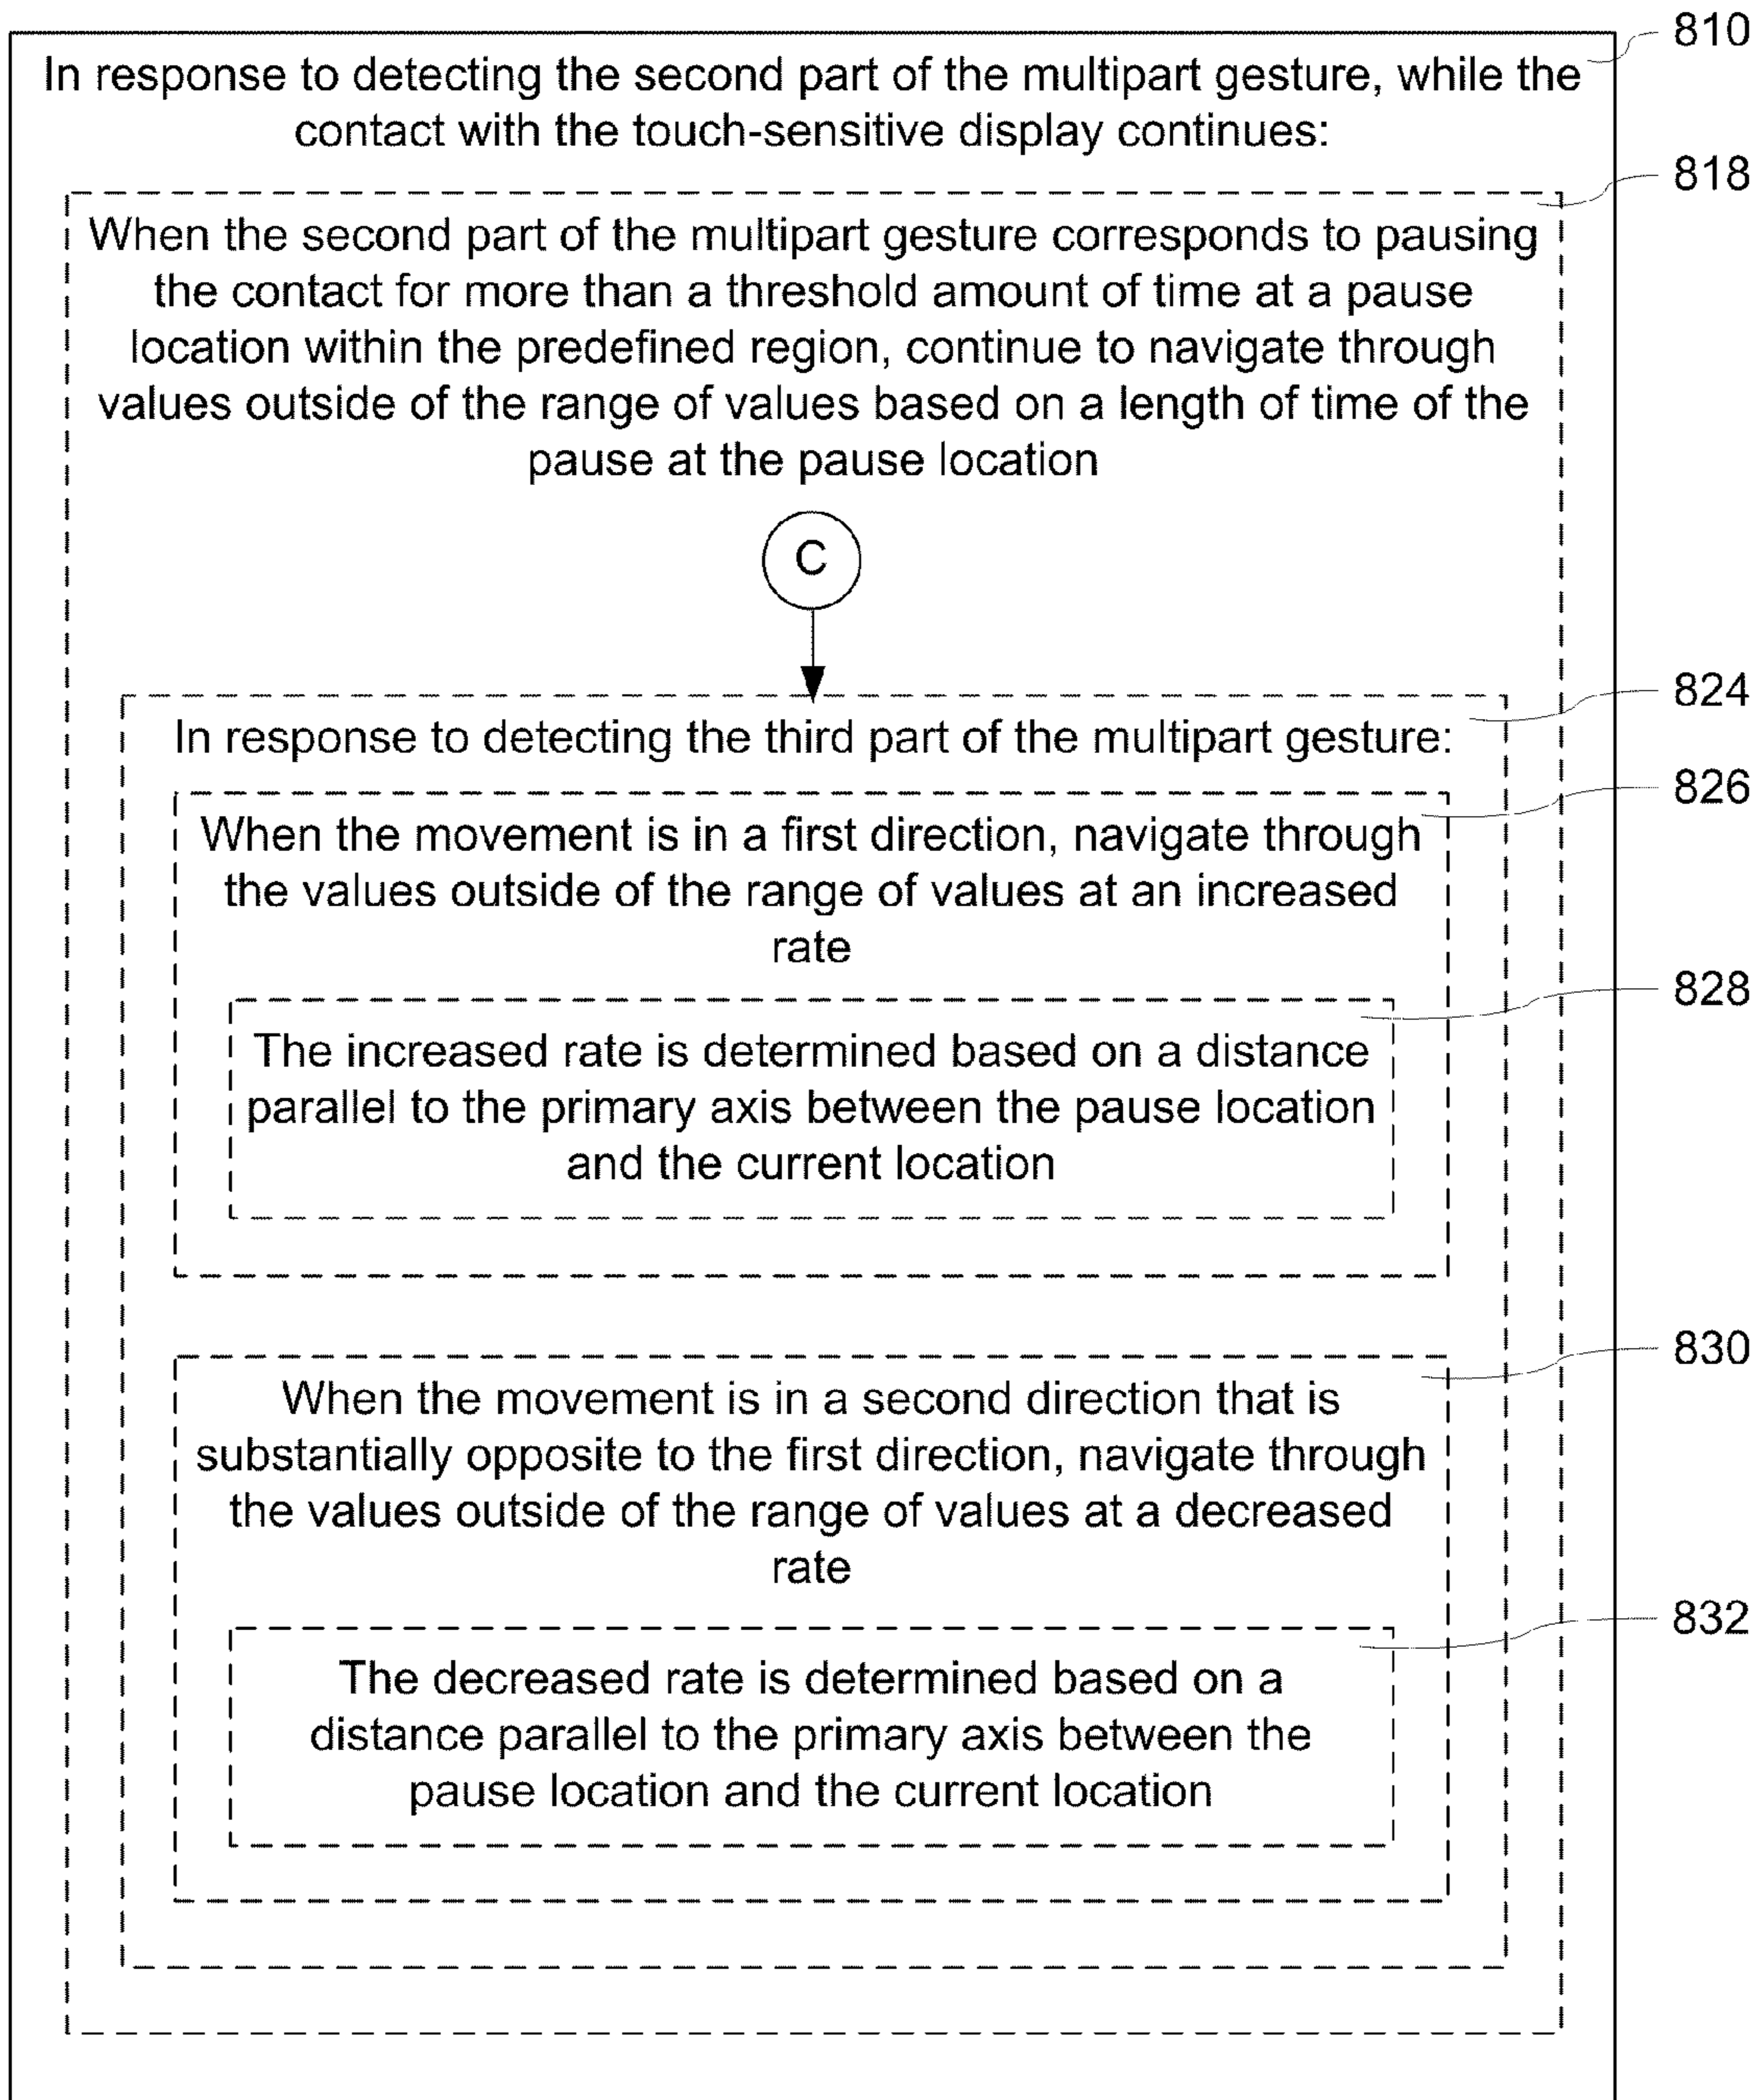 810
In response to detecting the second part of the multipart gesture, while the
contact with the touch-sensitive display continues:
818
When the second part of the multipart gesture corresponds to pausing
the contact for more than a threshold amount of time at a pause
location within the predefined region, continue to navigate through
values outside of the range of values based on a length of time of the
pause at the pause location
C
824
In response to detecting the third part of the multipart gesture:
826
When the movement is in a first direction, navigate through
the values outside of the range of values at an increased
rate
828
The increased rate is determined based on a distance
parallel to the primary axis between the pause location
and the current location
830
When the movement is in a second direction that is
substantially opposite to the first direction, navigate through
the values outside of the range of values at a decreased
rate
832
The decreased rate is determined based on a
distance parallel to the primary axis between the
pause location and the current location